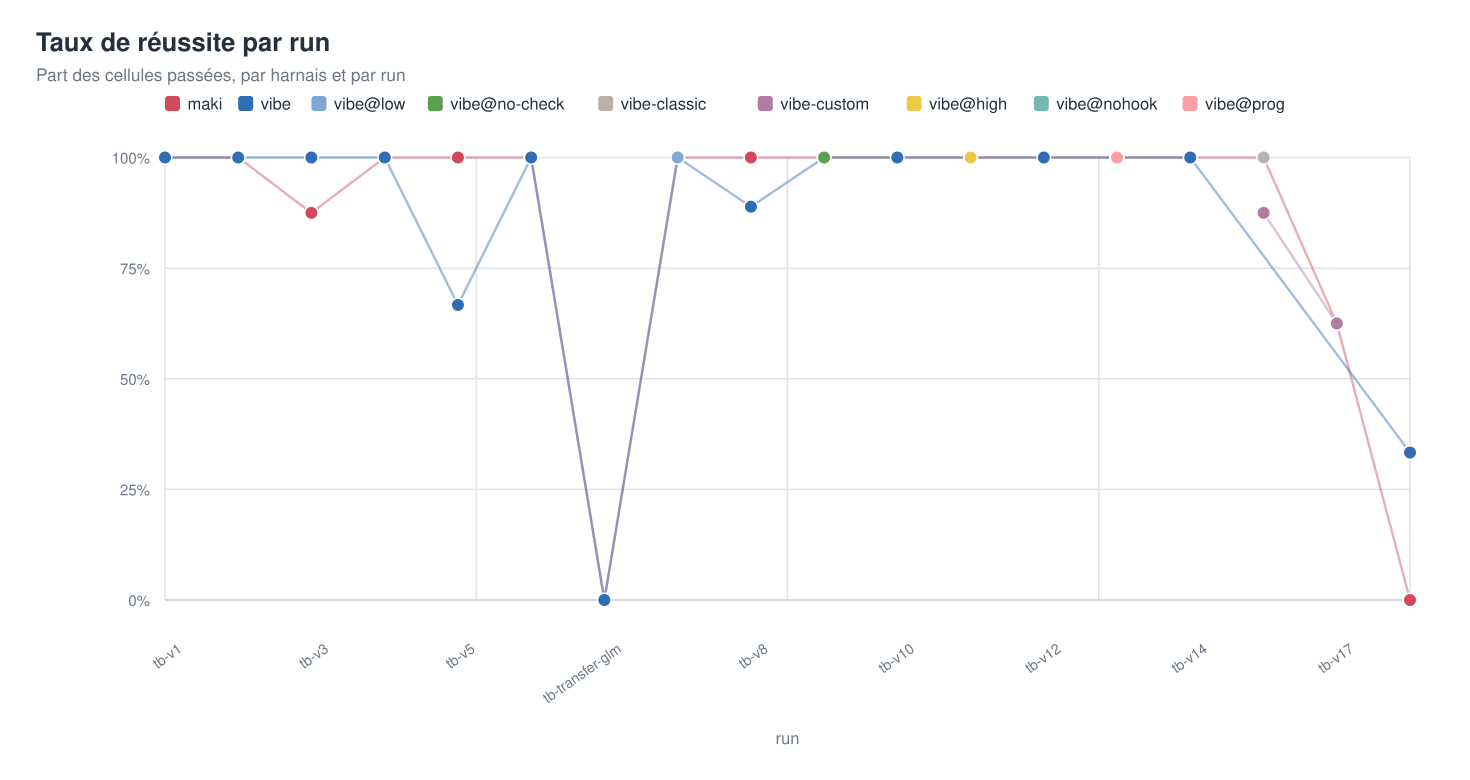 Taux de réussite par run
Part des cellules passées, par harnais et par run
maki vibe vibe@low vibe@no-check vibe-classic vibe-custom vibe@high vibe@nohook vibe@prog
100%
75%
50%
25%
0%
tb-v1 tb-v3 tb-v5 tb-transfer-glm tb-v8 tb-v10 tb-v12 tb-v14 tb-v17
run